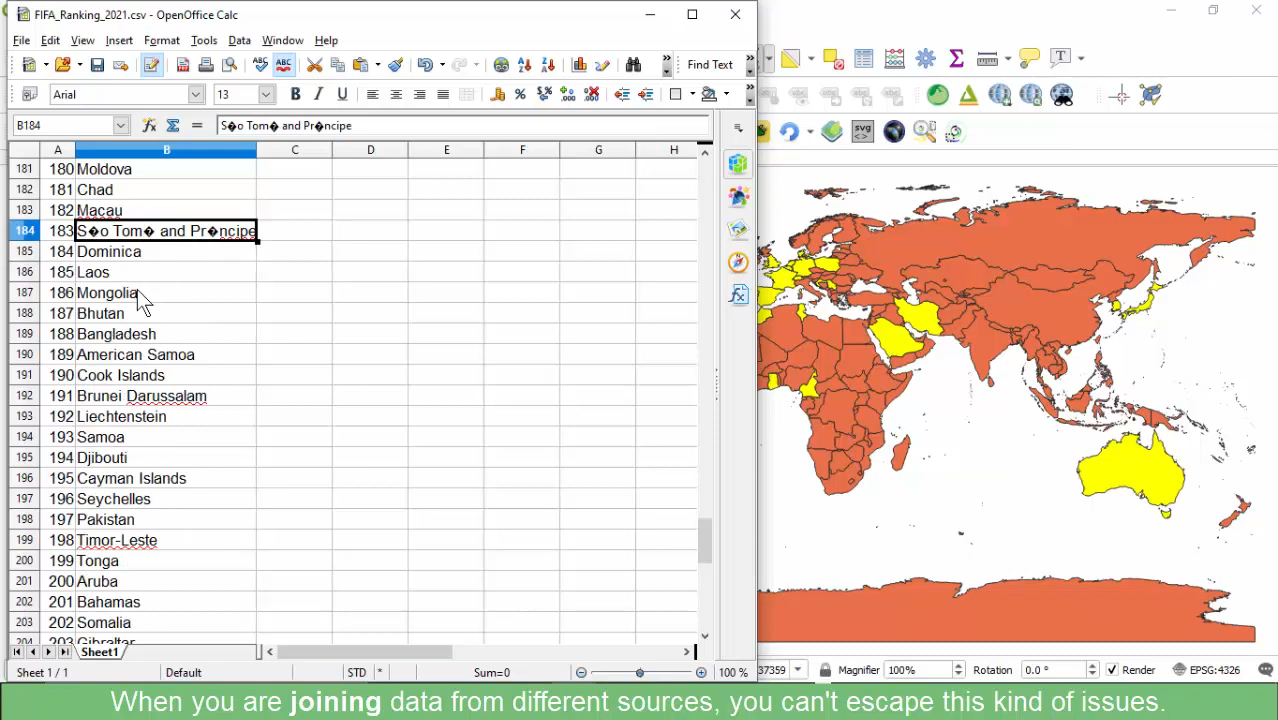 FIFA_Ranking_2021.csv - OpenOffice Calc
File Edit View Insert Format Tools Data Window Help
Find Text
Arial 13
B184 S�o Tom� and Pr�ncipe
A B C D E F G H
181 180 Moldova
182 181 Chad
183 182 Macau
184 183 S�o Tom� and Pr�ncipe
185 184 Dominica
186 185 Laos
187 186 Mongolia
188 187 Bhutan
189 188 Bangladesh
190 189 American Samoa
191 190 Cook Islands
192 191 Brunei Darussalam
193 192 Liechtenstein
194 193 Samoa
195 194 Djibouti
196 195 Cayman Islands
197 196 Seychelles
198 197 Pakistan
199 198 Timor-Leste
200 199 Tonga
201 200 Aruba
202 201 Bahamas
203 202 Somalia
204 203 Gibraltar
Sheet1
Sheet 1 / 1 Default STD * Sum=0 100 %
37359 Magnifier 100% Rotation 0.0 ° Render EPSG:4326
svg
When you are joining data from different sources, you can't escape this kind of issues.